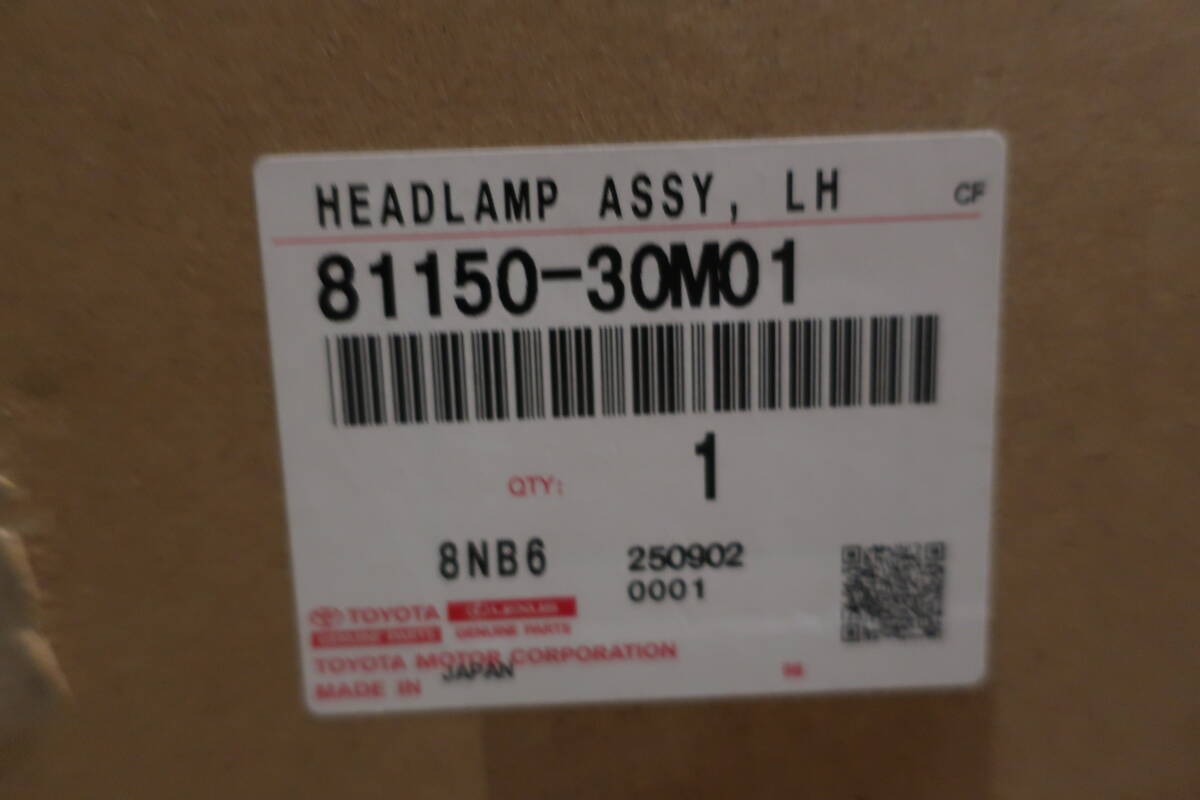 HEADLAMP ASSY, LH CF
81150-30M01
QTY: 1
8NB6 250902
0001
TOYOTA LEXUS
GENUINE PARTS GENUINE PARTS
TOYOTA MOTOR CORPORATION
MADE IN JAPAN